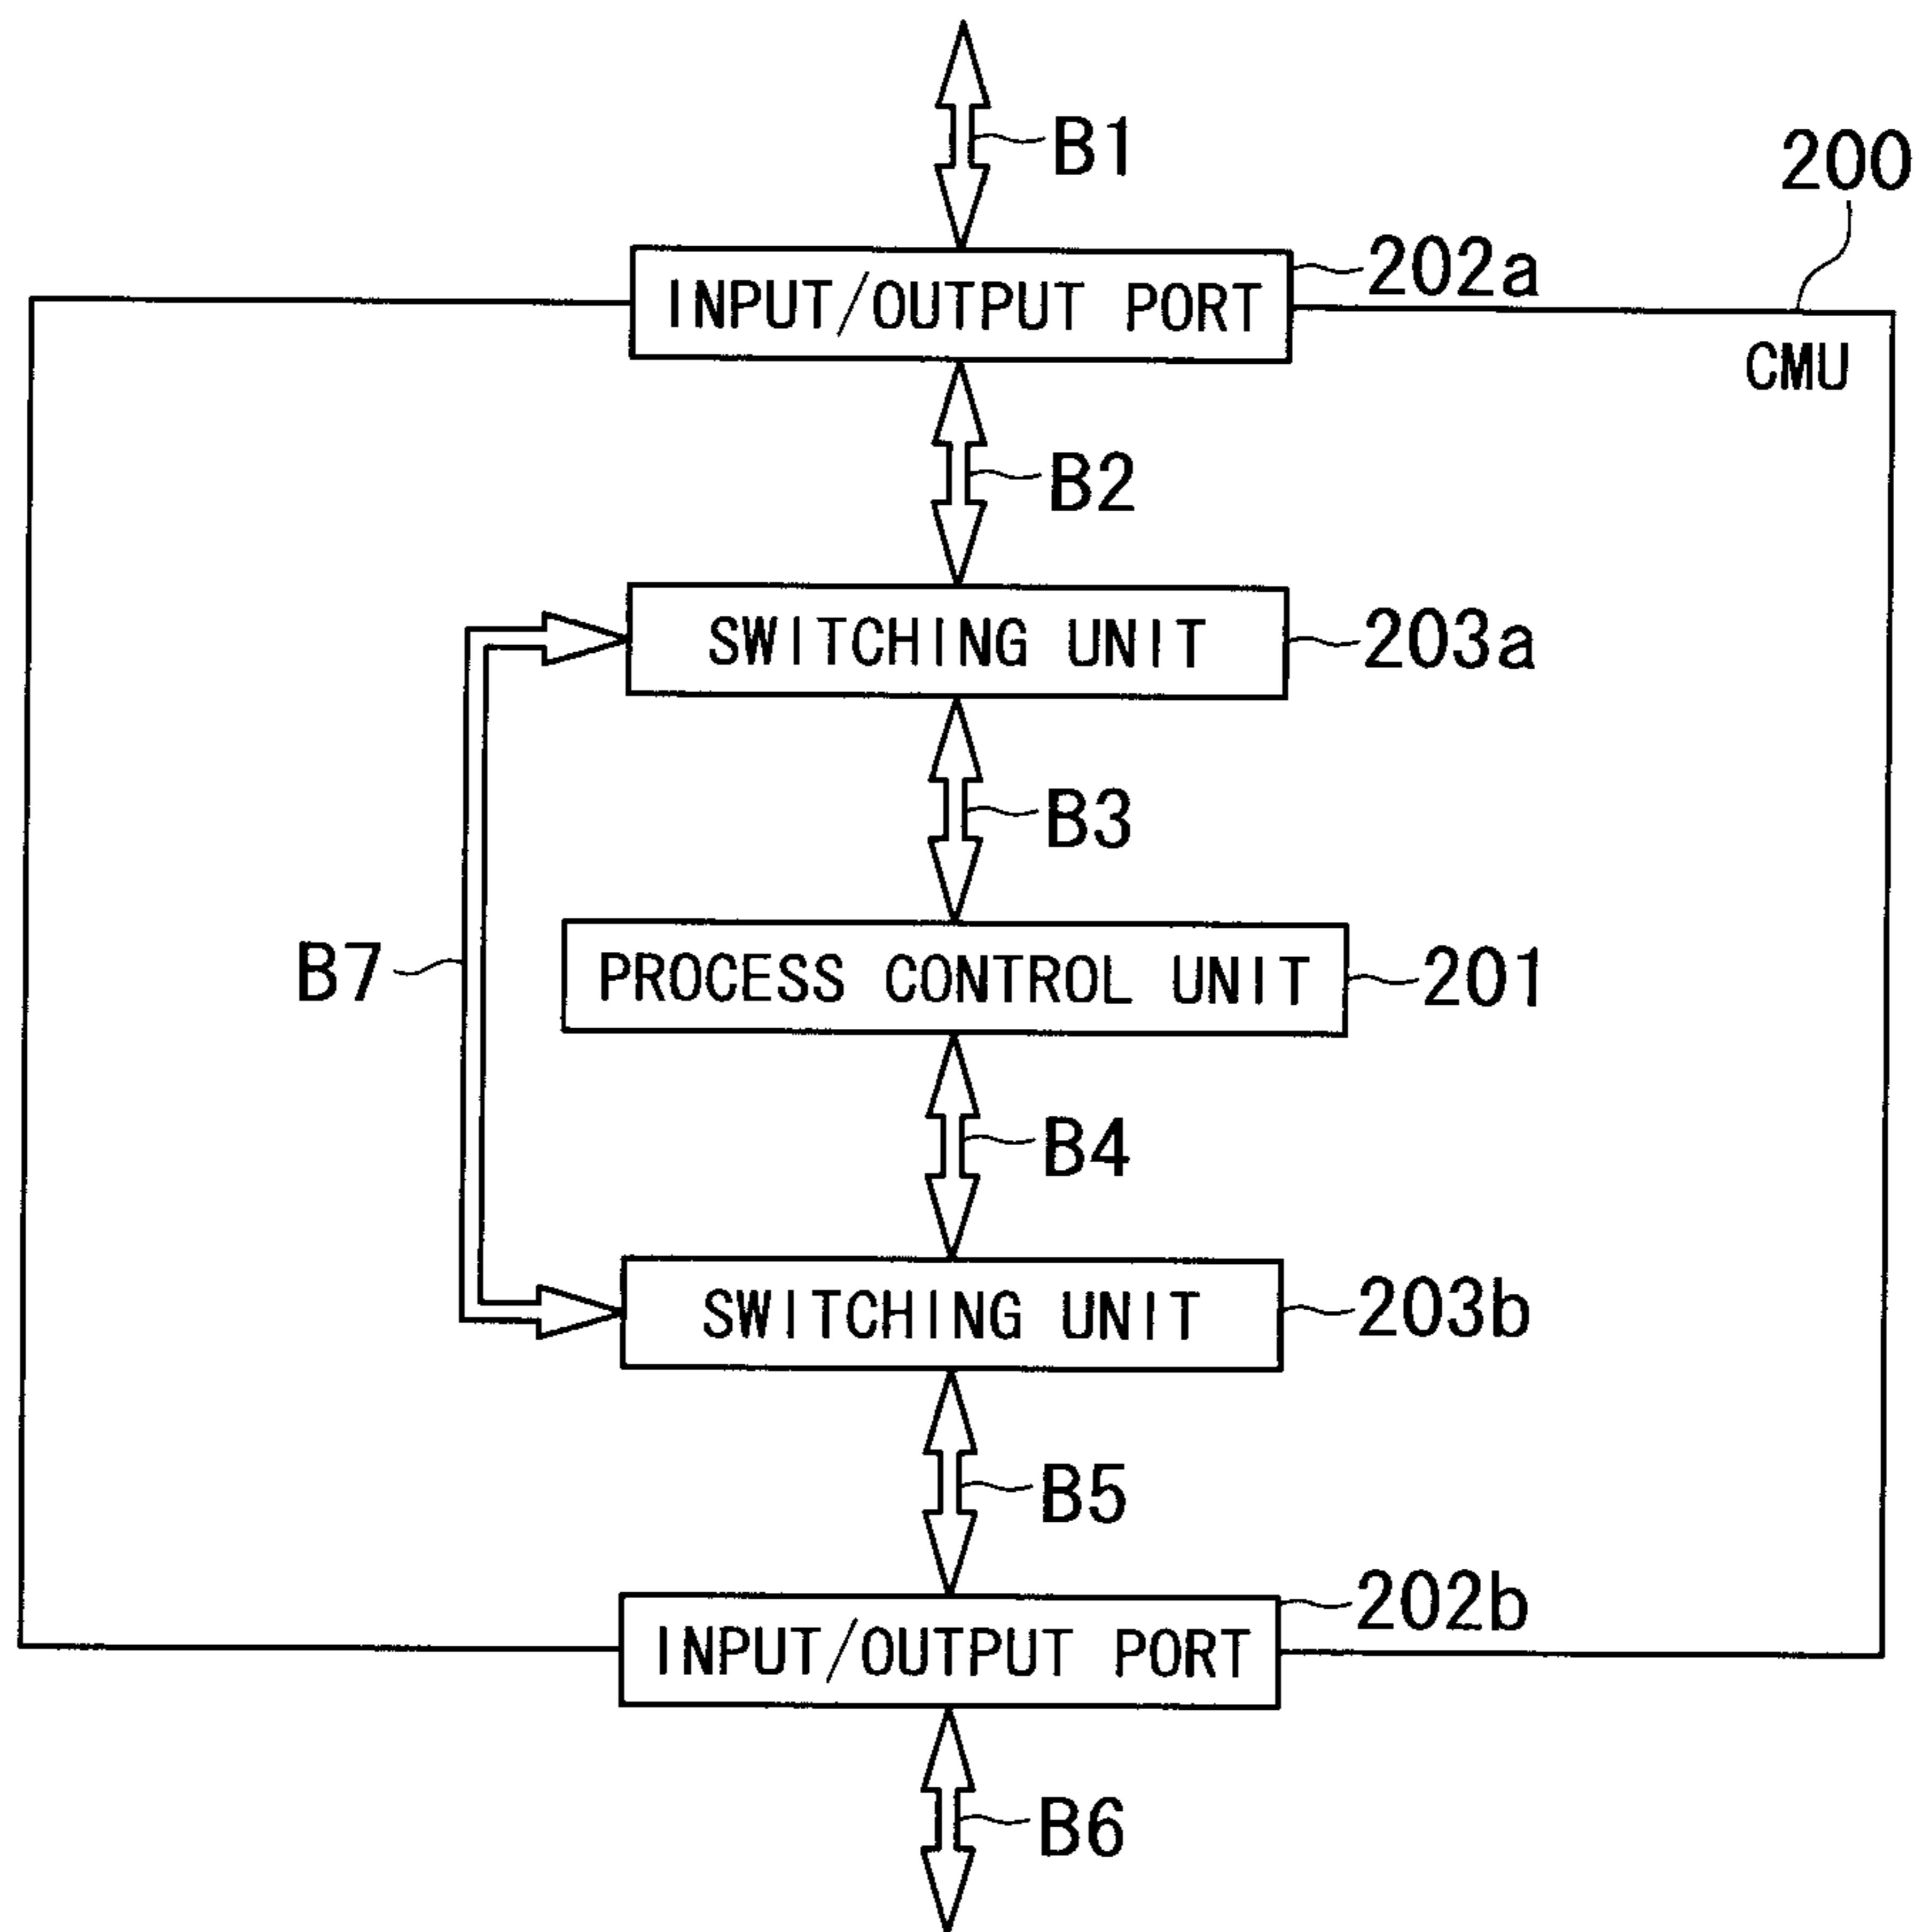 B1
200
202a
INPUT/OUTPUT PORT
CMU
B2
SWITCHING UNIT
203a
B3
B7
PROCESS CONTROL UNIT
201
B4
SWITCHING UNIT
203b
B5
202b
INPUT/OUTPUT PORT
B6